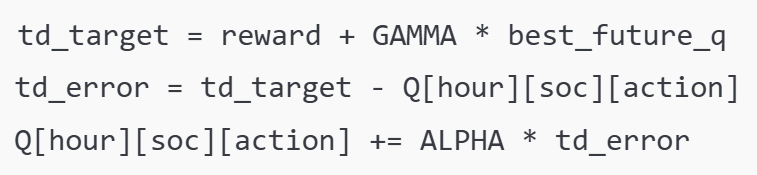 td_target = reward + GAMMA * best_future_q
td_error = td_target - Q[hour][soc][action]
Q[hour][soc][action] += ALPHA * td_error